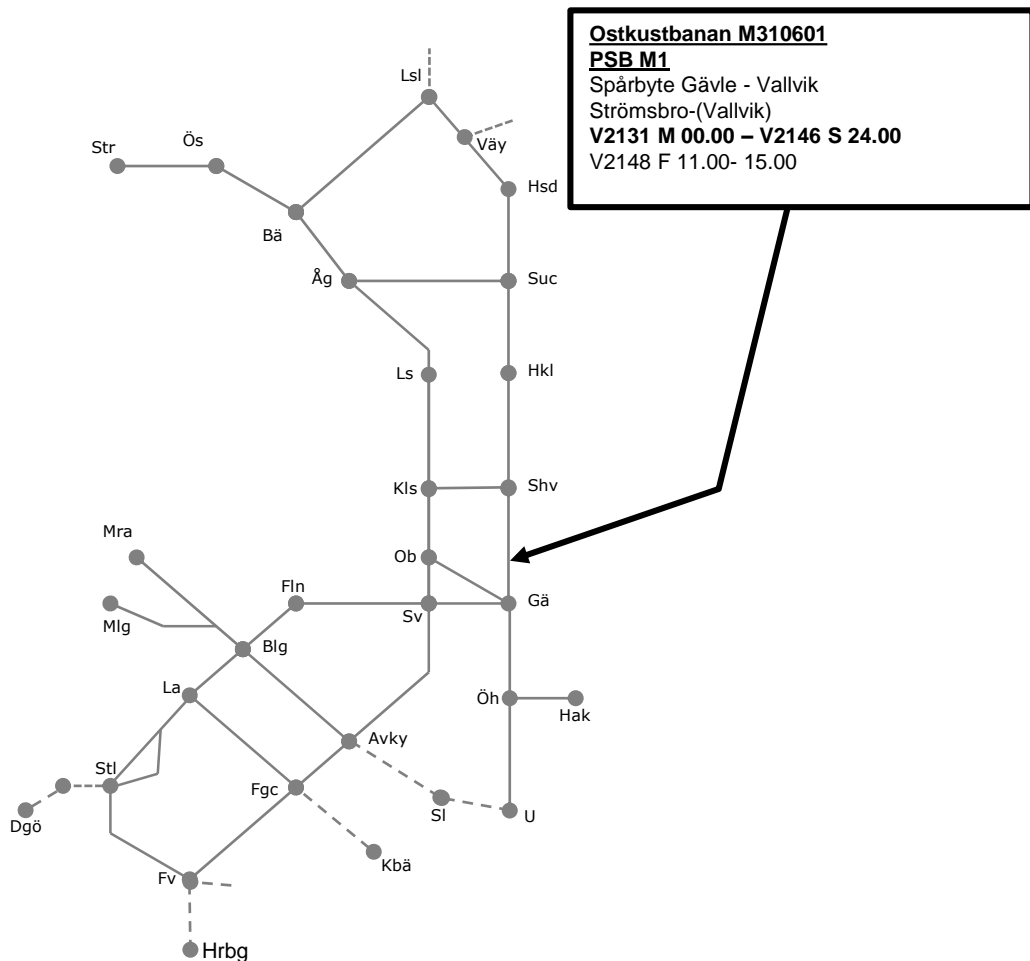 Ostkustbanan M310601
PSB M1
Spårbyte Gävle - Vallvik
Strömsbro-(Vallvik)
V2131 M 00.00 – V2146 S 24.00
V2148 F 11.00- 15.00
Lsl
Väy
Str
Ös
Hsd
Bä
Åg
Suc
Ls
Hkl
Kls
Shv
Mra
Ob
Fln
Gä
Mlg
Sv
Blg
La
Öh
Hak
Avky
Stl
Fgc
Sl
U
Dgö
Kbä
Fv
Hrbg